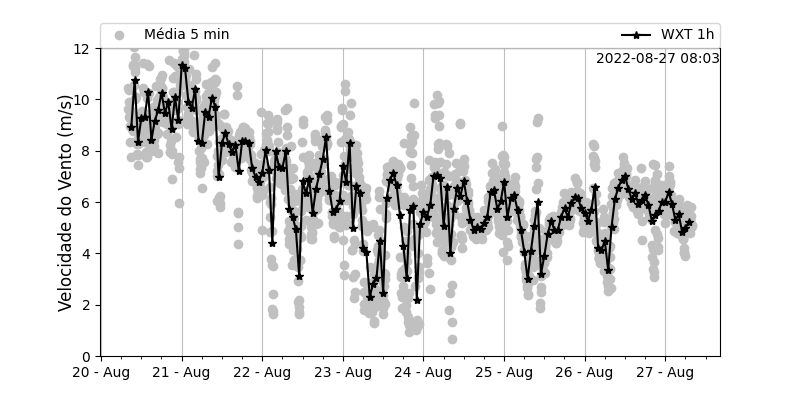 Média 5 min
WXT 1h
2022-08-27 08:03
Velocidade do Vento (m/s)
12
10
8
6
4
2
0
20 - Aug
21 - Aug
22 - Aug
23 - Aug
24 - Aug
25 - Aug
26 - Aug
27 - Aug